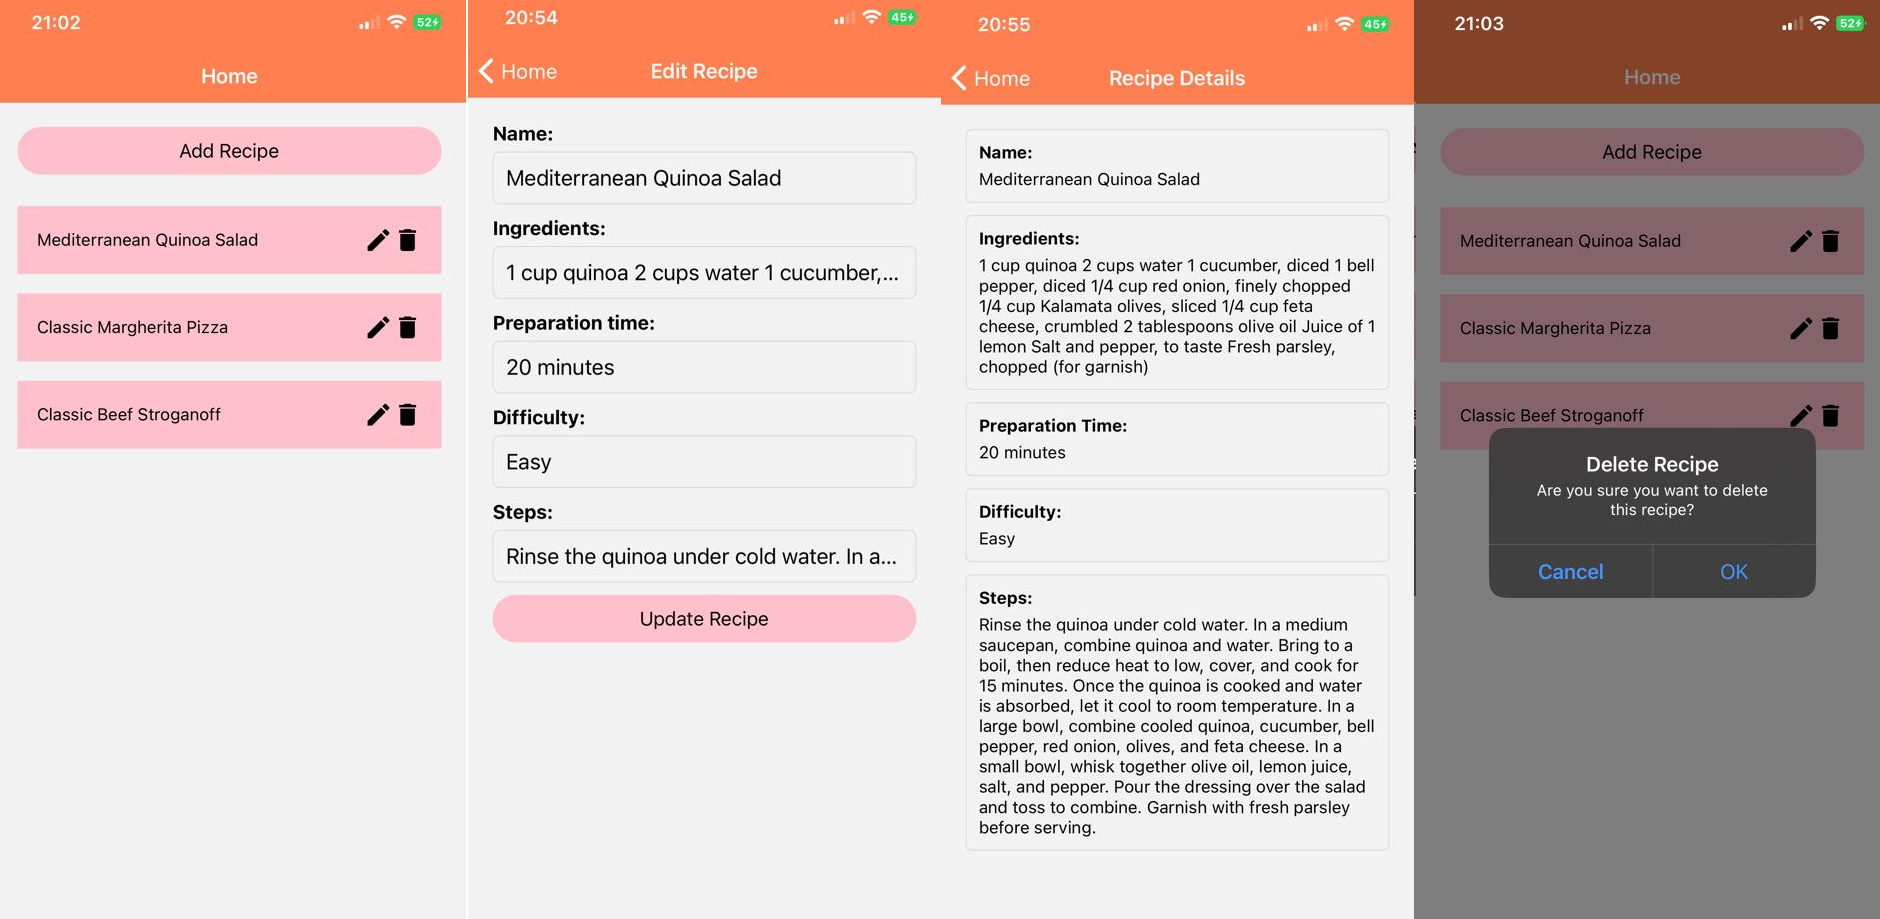 21:02
52
Home
Add Recipe
Mediterranean Quinoa Salad
Classic Margherita Pizza
Classic Beef Stroganoff
20:54
45
Home
Edit Recipe
Name:
Mediterranean Quinoa Salad
Ingredients:
1 cup quinoa 2 cups water 1 cucumber,...
Preparation time:
20 minutes
Difficulty:
Easy
Steps:
Rinse the quinoa under cold water. In a...
Update Recipe
20:55
45
Home
Recipe Details
Name:
Mediterranean Quinoa Salad
Ingredients:
1 cup quinoa 2 cups water 1 cucumber, diced 1 bell
pepper, diced 1/4 cup red onion, finely chopped
1/4 cup Kalamata olives, sliced 1/4 cup feta
cheese, crumbled 2 tablespoons olive oil Juice of 1
lemon Salt and pepper, to taste Fresh parsley,
chopped (for garnish)
Preparation Time:
20 minutes
Difficulty:
Easy
Steps:
Rinse the quinoa under cold water. In a medium
saucepan, combine quinoa and water. Bring to a
boil, then reduce heat to low, cover, and cook for
15 minutes. Once the quinoa is cooked and water
is absorbed, let it cool to room temperature. In a
large bowl, combine cooled quinoa, cucumber, bell
pepper, red onion, olives, and feta cheese. In a
small bowl, whisk together olive oil, lemon juice,
salt, and pepper. Pour the dressing over the salad
and toss to combine. Garnish with fresh parsley
before serving.
21:03
52
Home
Add Recipe
Mediterranean Quinoa Salad
Classic Margherita Pizza
Classic Beef Stroganoff
Delete Recipe
Are you sure you want to delete
this recipe?
Cancel
OK